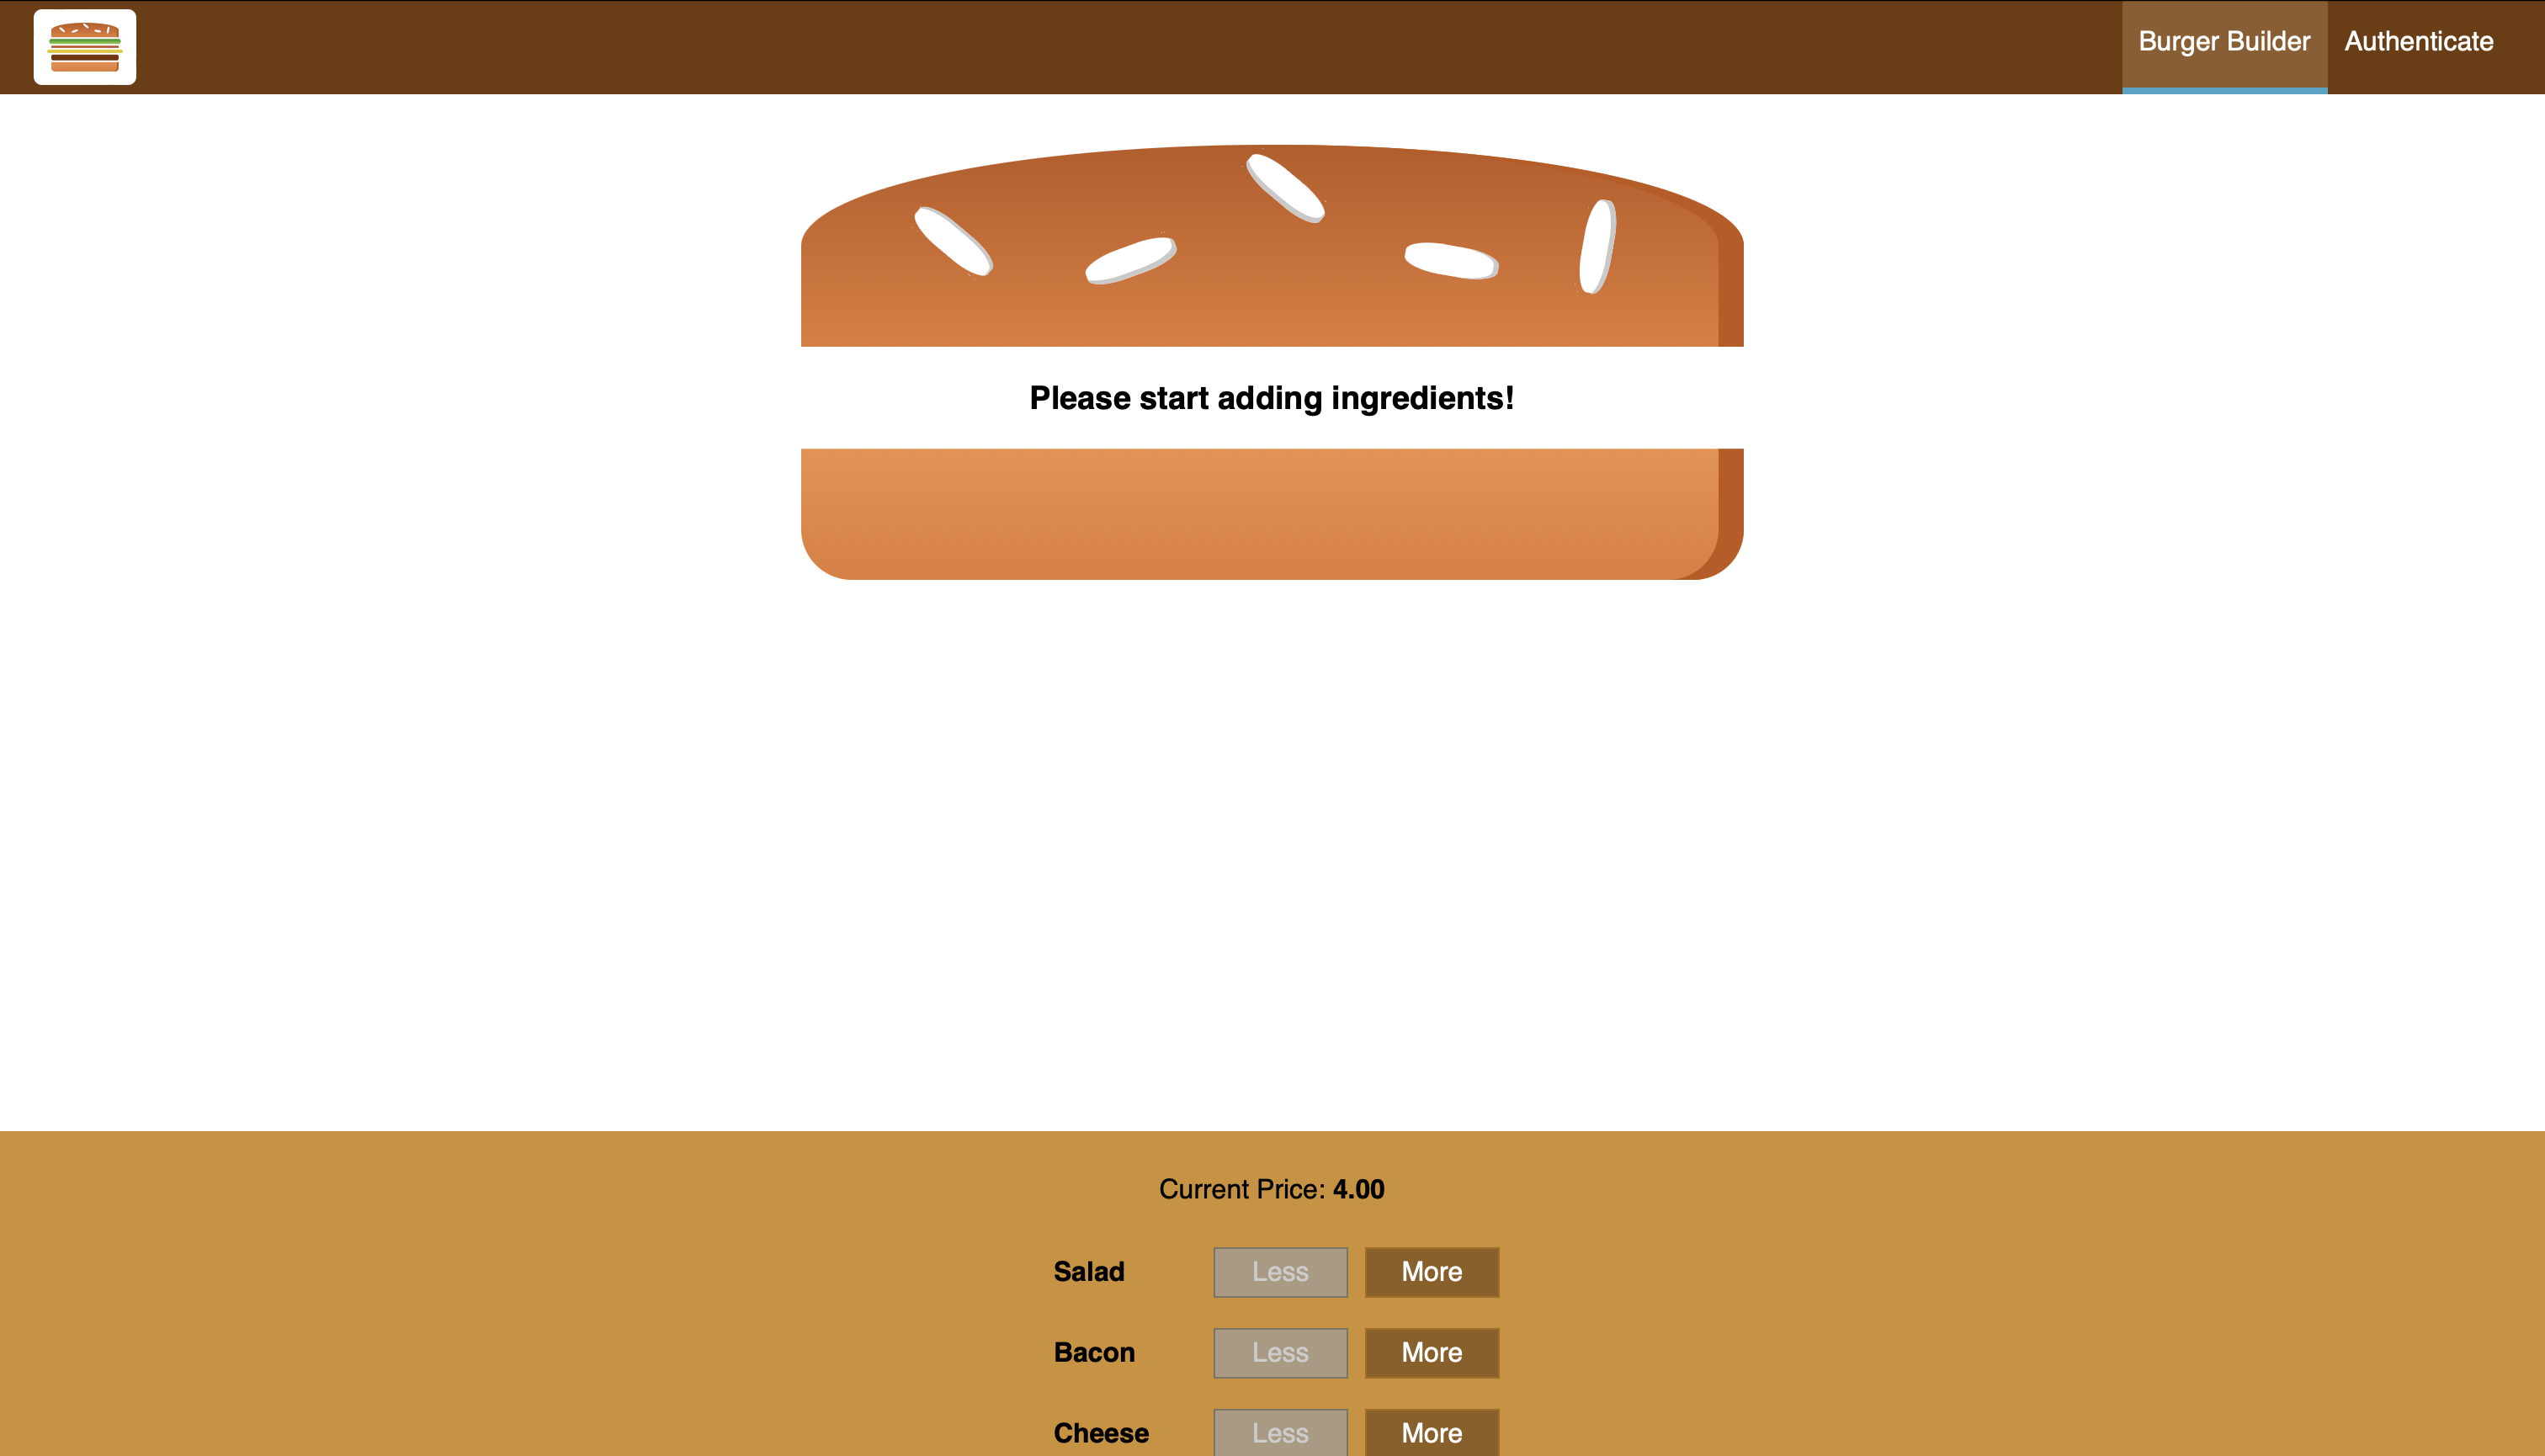 Burger Builder Authenticate
Please start adding ingredients!
Current Price: 4.00
Salad Less More
Bacon Less More
Cheese Less More